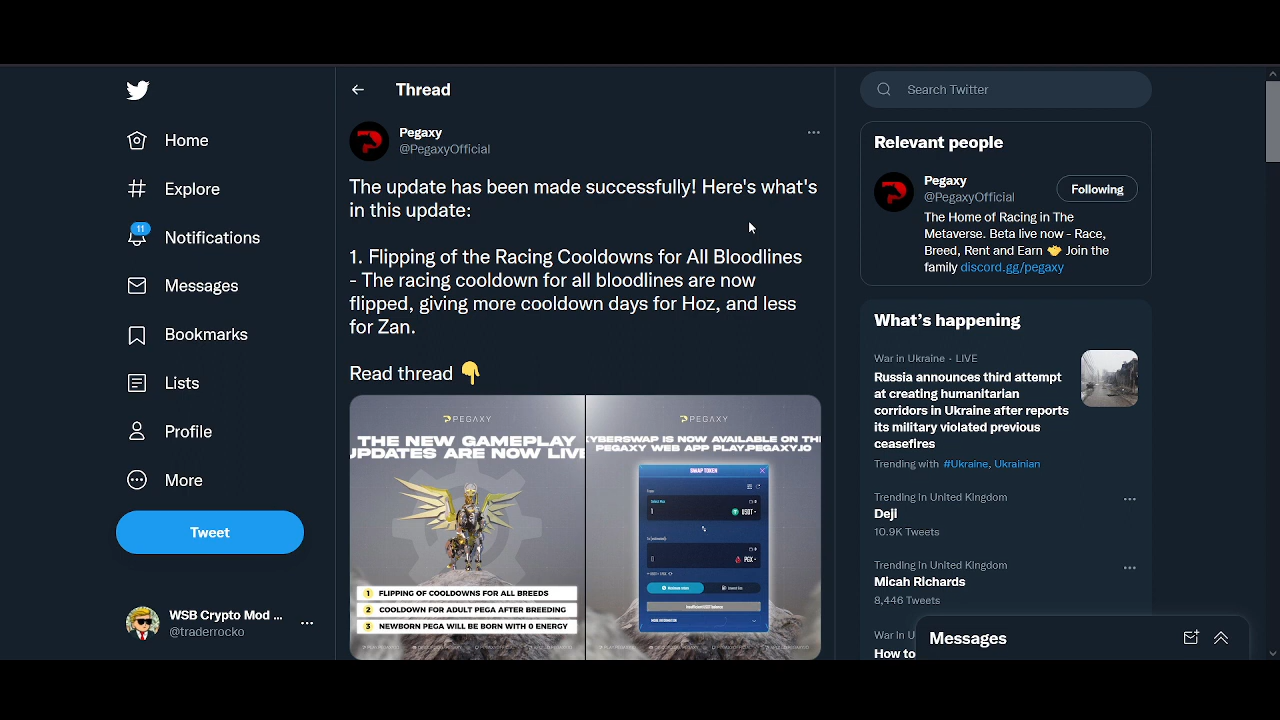 Thread
Search Twitter
Home
Explore
11
Notifications
Messages
Bookmarks
Lists
Profile
More
Tweet
WSB Crypto Mod ...
@traderrocko
Pegaxy
@PegaxyOfficial
The update has been made successfully! Here's what's
in this update:
1. Flipping of the Racing Cooldowns for All Bloodlines
- The racing cooldown for all bloodlines are now
flipped, giving more cooldown days for Hoz, and less
for Zan.
Read thread 👇
PEGAXY
THE NEW GAMEPLAY
UPDATES ARE NOW LIVE
1 FLIPPING OF COOLDOWNS FOR ALL BREEDS
2 COOLDOWN FOR ADULT PEGA AFTER BREEDING
3 NEWBORN PEGA WILL BE BORN WITH 0 ENERGY
PEGAXY
KYBERSWAP IS NOW AVAILABLE ON THE
PEGAXY WEB APP PLAY.PEGAXY.IO
SWAP TOKEN
1
USDT
PGX
Relevant people
Pegaxy
@PegaxyOfficial
Following
The Home of Racing in The
Metaverse. Beta live now - Race,
Breed, Rent and Earn 🤝 Join the
family discord.gg/pegaxy
What's happening
War in Ukraine · LIVE
Russia announces third attempt
at creating humanitarian
corridors in Ukraine after reports
its military violated previous
ceasefires
Trending with #Ukraine, Ukrainian
Trending in United Kingdom
Deji
10.9K Tweets
Trending in United Kingdom
Micah Richards
8,446 Tweets
War in U
How to
Messages